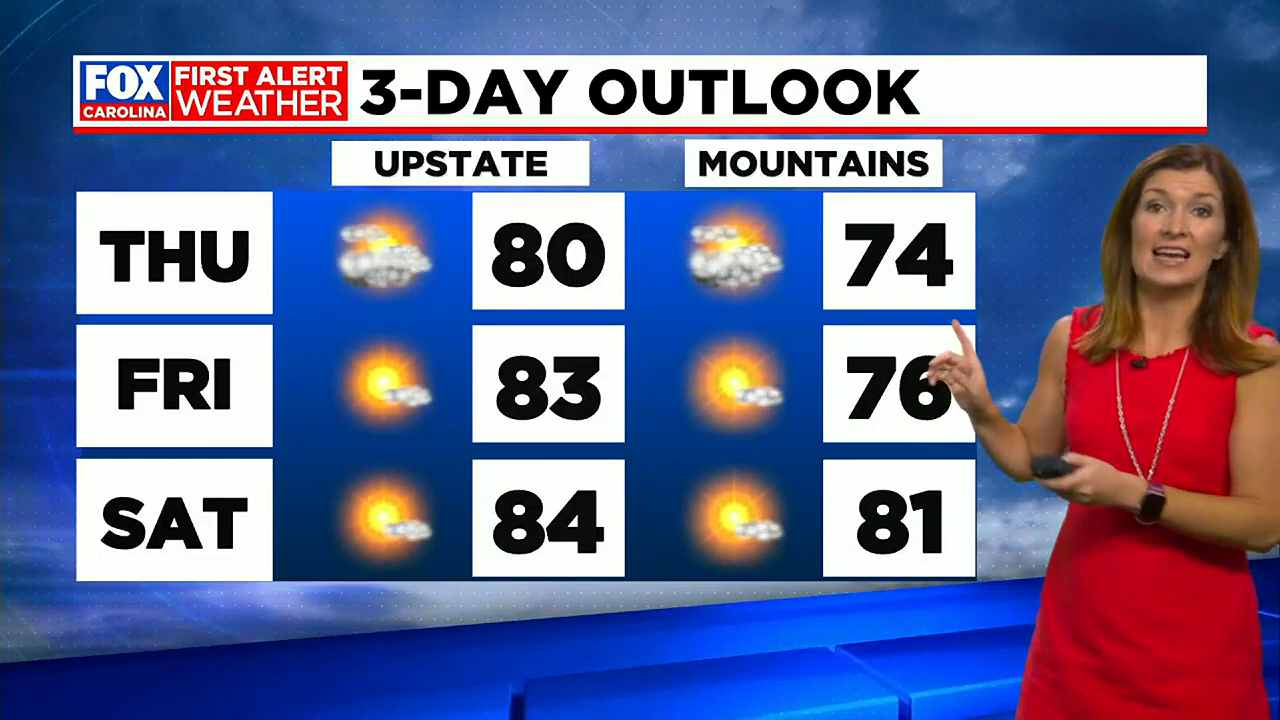 FOX
CAROLINA
FIRST ALERT
WEATHER
3-DAY OUTLOOK
UPSTATE MOUNTAINS
THU 80 74
FRI 83 76
SAT 84 81